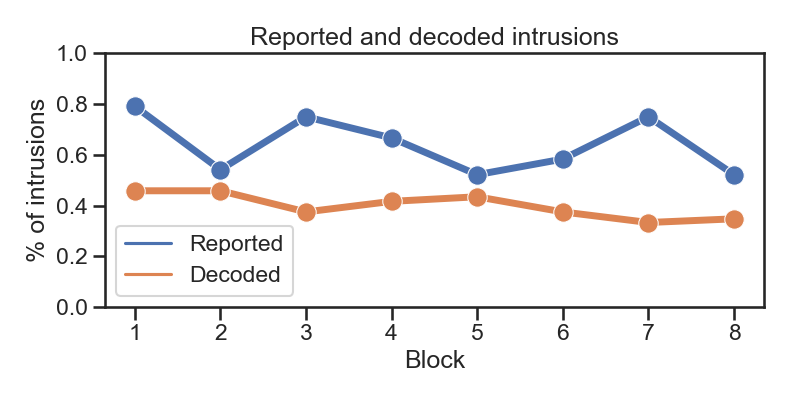 Reported and decoded intrusions
1.0
0.8
0.6
0.4
0.2
0.0
% of intrusions
Reported
Decoded
1 2 3 4 5 6 7 8
Block